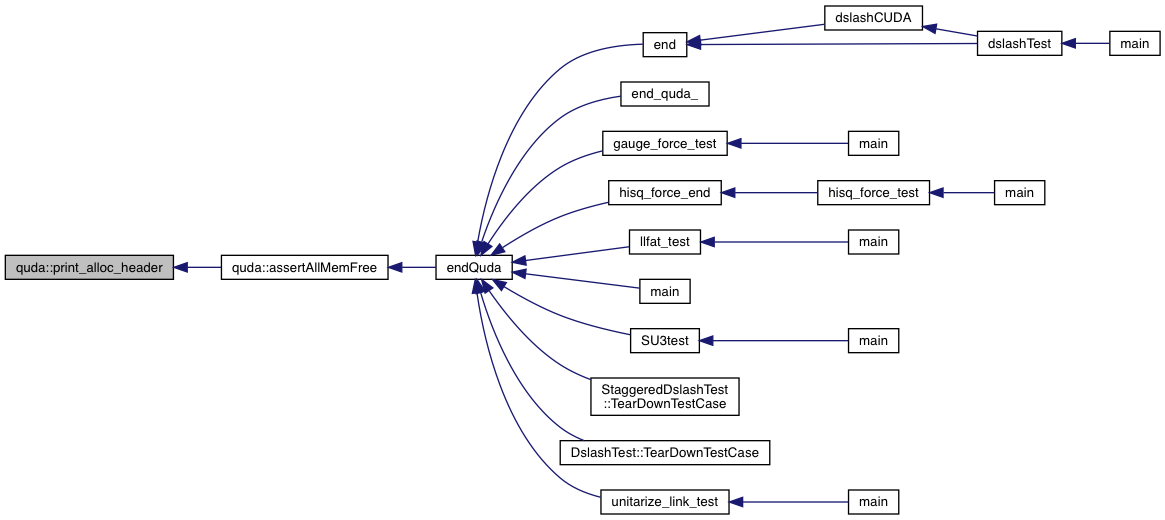 dslashCUDA
end
dslashTest
main
end_quda_
gauge_force_test
main
hisq_force_end
hisq_force_test
main
llfat_test
main
quda::print_alloc_header
quda::assertAllMemFree
endQuda
main
SU3test
main
StaggeredDslashTest
::TearDownTestCase
DslashTest::TearDownTestCase
unitarize_link_test
main